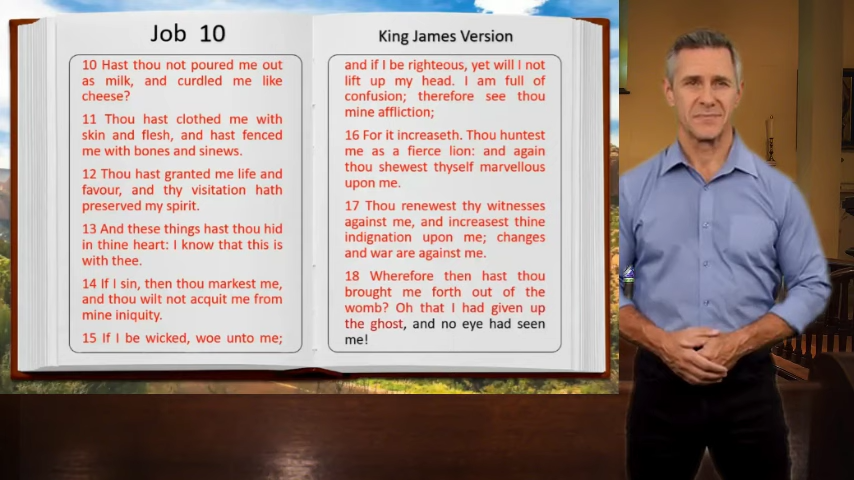 Job 10
10 Hast thou not poured me out
as milk, and curdled me like
cheese?
11 Thou hast clothed me with
skin and flesh, and hast fenced
me with bones and sinews.
12 Thou hast granted me life and
favour, and thy visitation hath
preserved my spirit.
13 And these things hast thou hid
in thine heart: I know that this is
with thee.
14 If I sin, then thou markest me,
and thou wilt not acquit me from
mine iniquity.
15 If I be wicked, woe unto me;
King James Version
and if I be righteous, yet will I not
lift up my head. I am full of
confusion; therefore see thou
mine affliction;
16 For it increaseth. Thou huntest
me as a fierce lion: and again
thou shewest thyself marvellous
upon me.
17 Thou renewest thy witnesses
against me, and increasest thine
indignation upon me; changes
and war are against me.
18 Wherefore then hast thou
brought me forth out of the
womb? Oh that I had given up
the ghost, and no eye had seen
me!